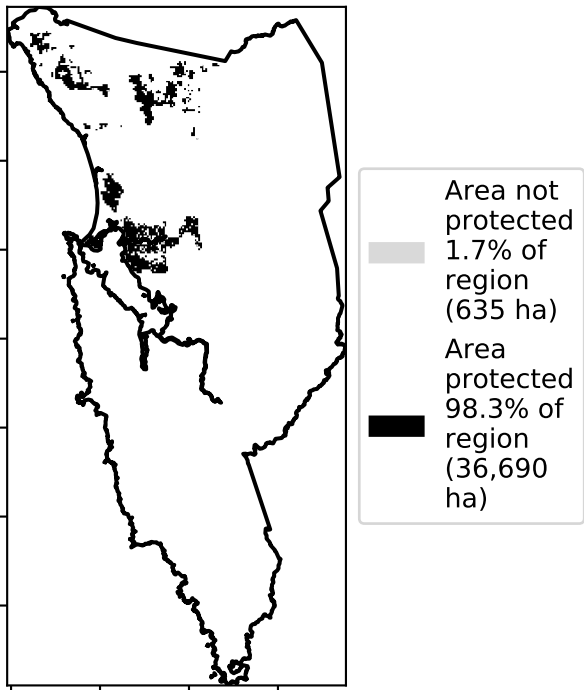 Area not
protected
1.7% of
region
(635 ha)
Area
protected
98.3% of
region
(36,690
ha)